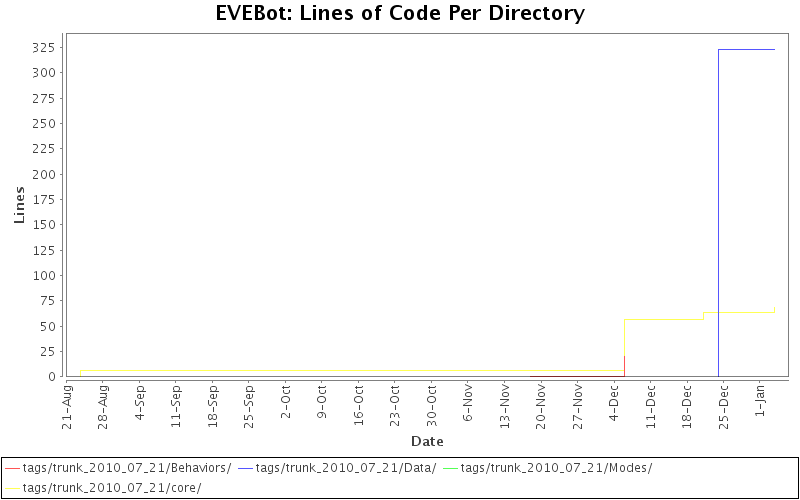 EVEBot: Lines of Code Per Directory
325
300
275
250
225
200
175
150
125
100
75
50
25
0
Lines
21-Aug
28-Aug
4-Sep
11-Sep
18-Sep
25-Sep
2-Oct
9-Oct
16-Oct
23-Oct
30-Oct
6-Nov
13-Nov
20-Nov
27-Nov
4-Dec
11-Dec
18-Dec
25-Dec
1-Jan
Date
tags/trunk_2010_07_21/Behaviors/ tags/trunk_2010_07_21/Data/ tags/trunk_2010_07_21/Modes/
tags/trunk_2010_07_21/core/